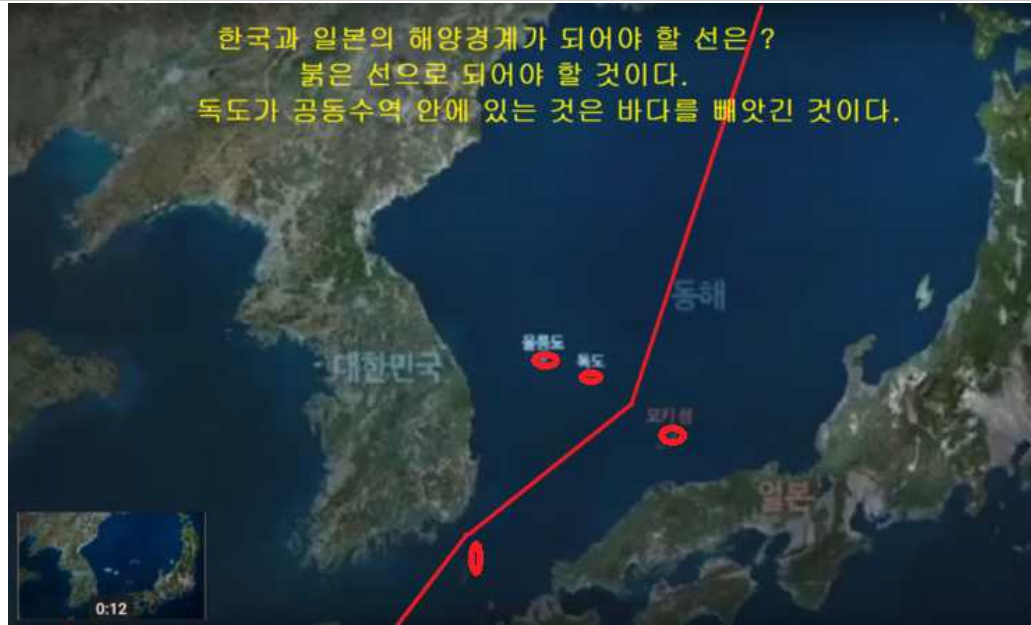 한국과 일본의 해양경계가 되어야 할 선은 ?
붉은 선으로 되어야 할 것이다.
독도가 공동수역 안에 있는 것은 바다를 빼앗긴 것이다.
동해
울릉도
독도
대한민국
오키섬
일본
0:12